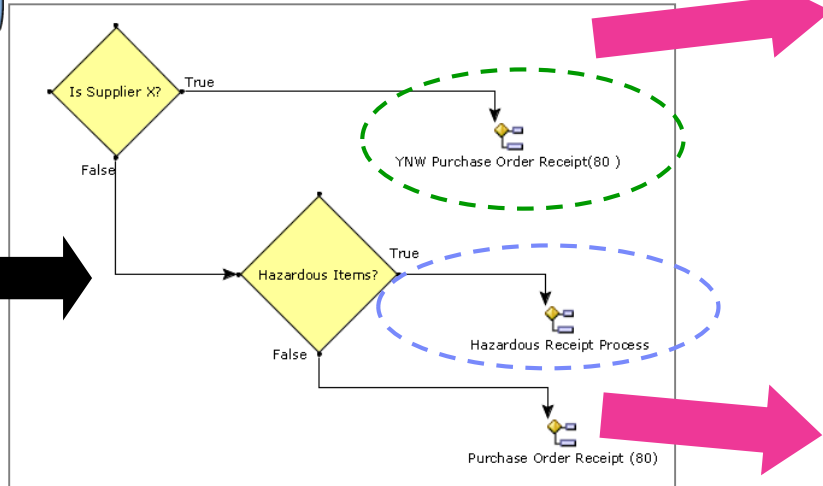 Is Supplier X?
True
YNW Purchase Order Receipt(80 )
False
True
Hazardous Items?
Hazardous Receipt Process
False
Purchase Order Receipt (80)